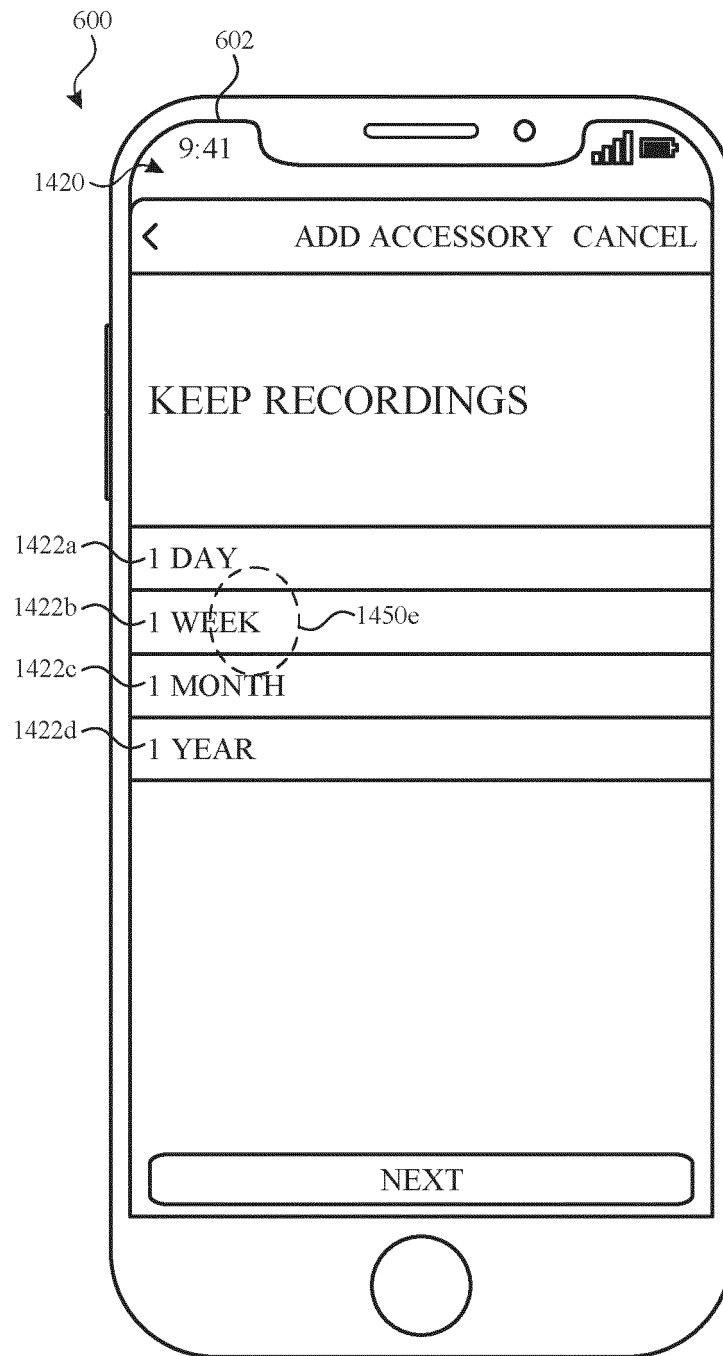 600
602
9:41
1420
< ADD ACCESSORY CANCEL
KEEP RECORDINGS
1422a 1 DAY
1422b 1 WEEK 1450e
1422c 1 MONTH
1422d 1 YEAR
NEXT